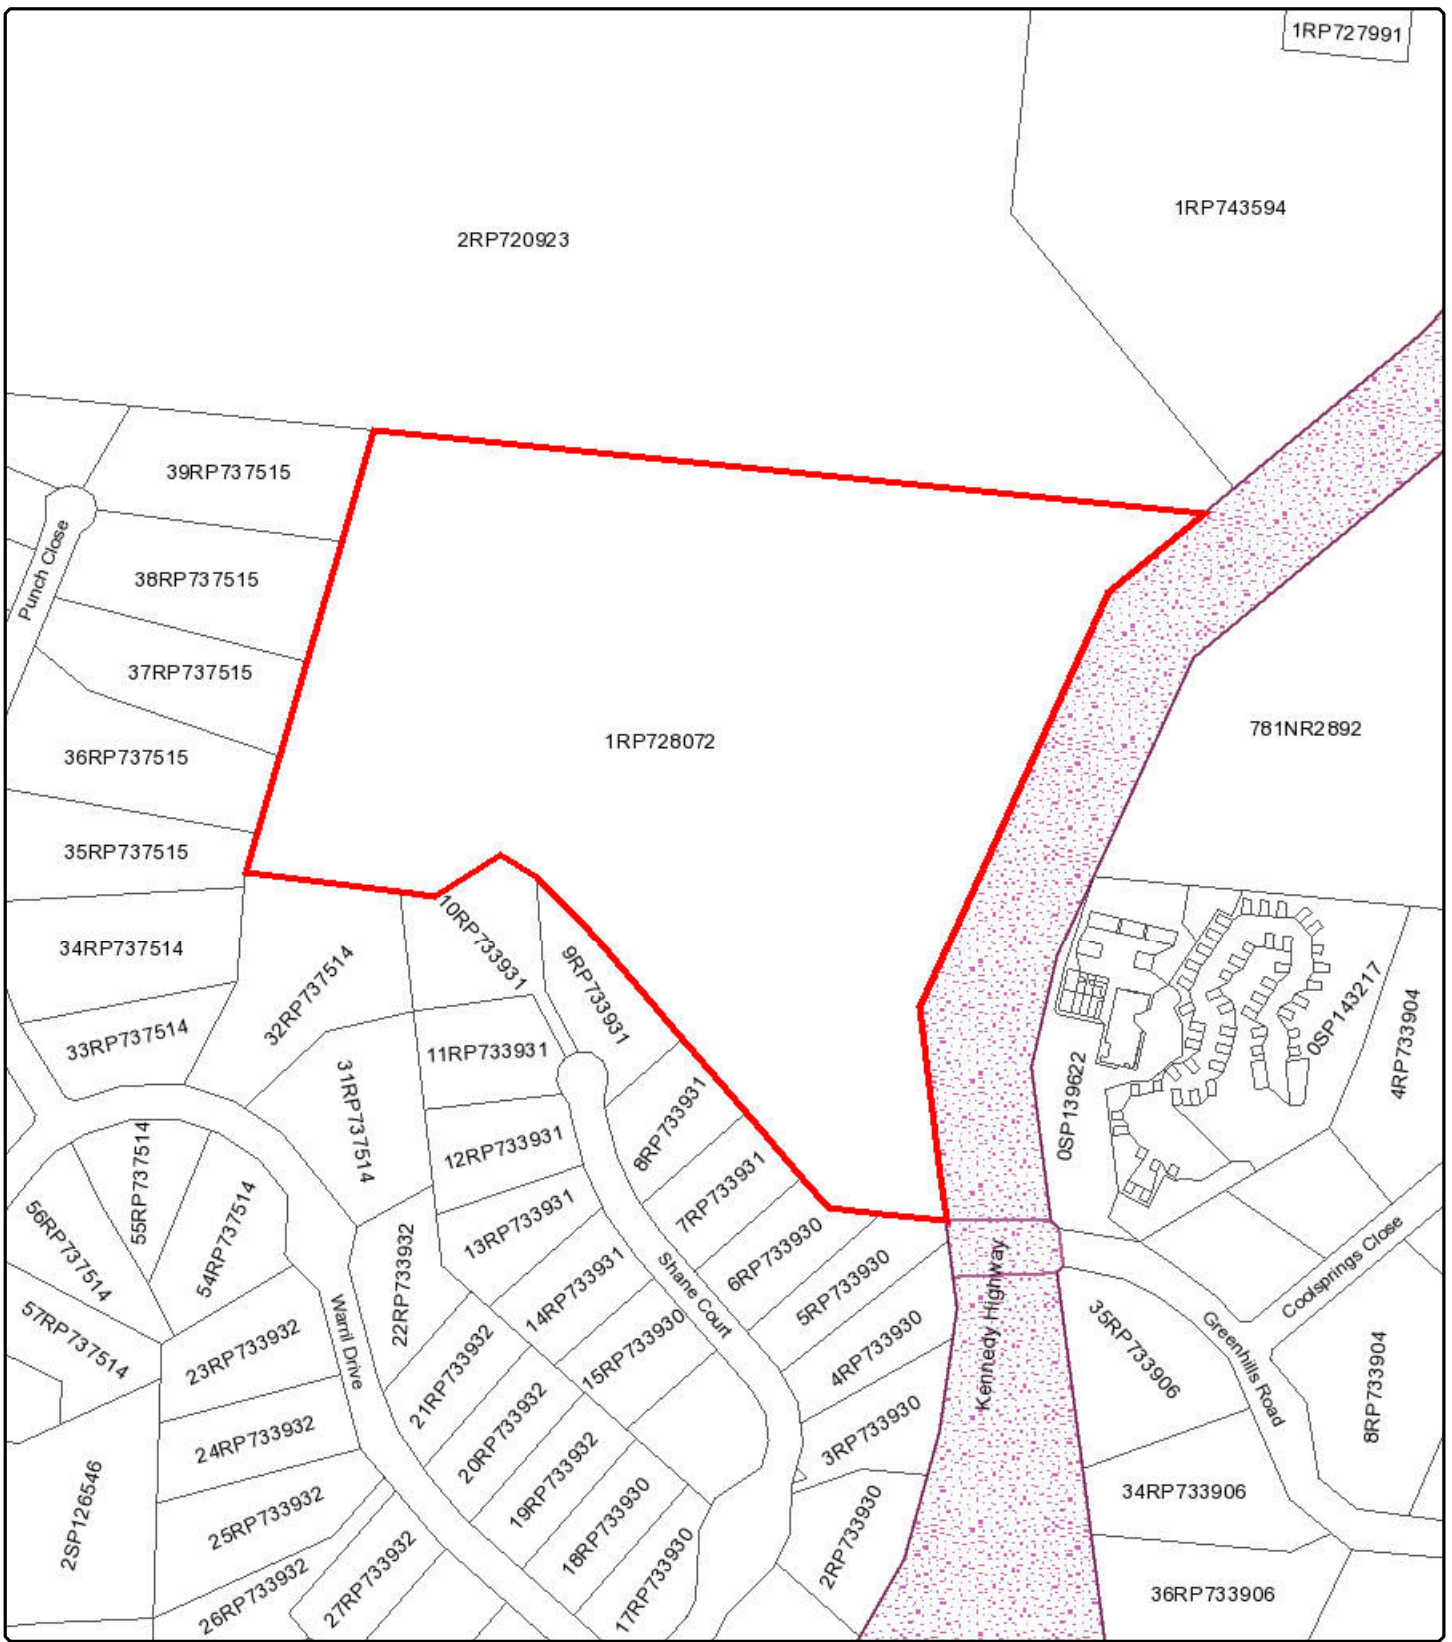 1RP727991
1RP743594
2RP720923
39RP737515
Punch Close
38RP737515
37RP737515
1RP728072
781NR2892
36RP737515
35RP737515
10RP733931
34RP737514
32RP737514
9RP733931
0SP143217
4RP733904
33RP737514
11RP733931
31RP737514
8RP733931
0SP139622
12RP733931
55RP737514
7RP733931
13RP733931
56RP737514
54RP737514
6RP733930
22RP733932
14RP733931
Shane Court
5RP733930
Kennedy Highway
Coolsprings Close
57RP737514
23RP733932
Warril Drive
21RP733932
15RP733930
4RP733930
35RP733906
Greenhills Road
8RP733904
24RP733932
20RP733932
3RP733930
19RP733932
34RP733906
2SP126546
25RP733932
18RP733930
2RP733930
27RP733932
26RP733932
17RP733930
36RP733906